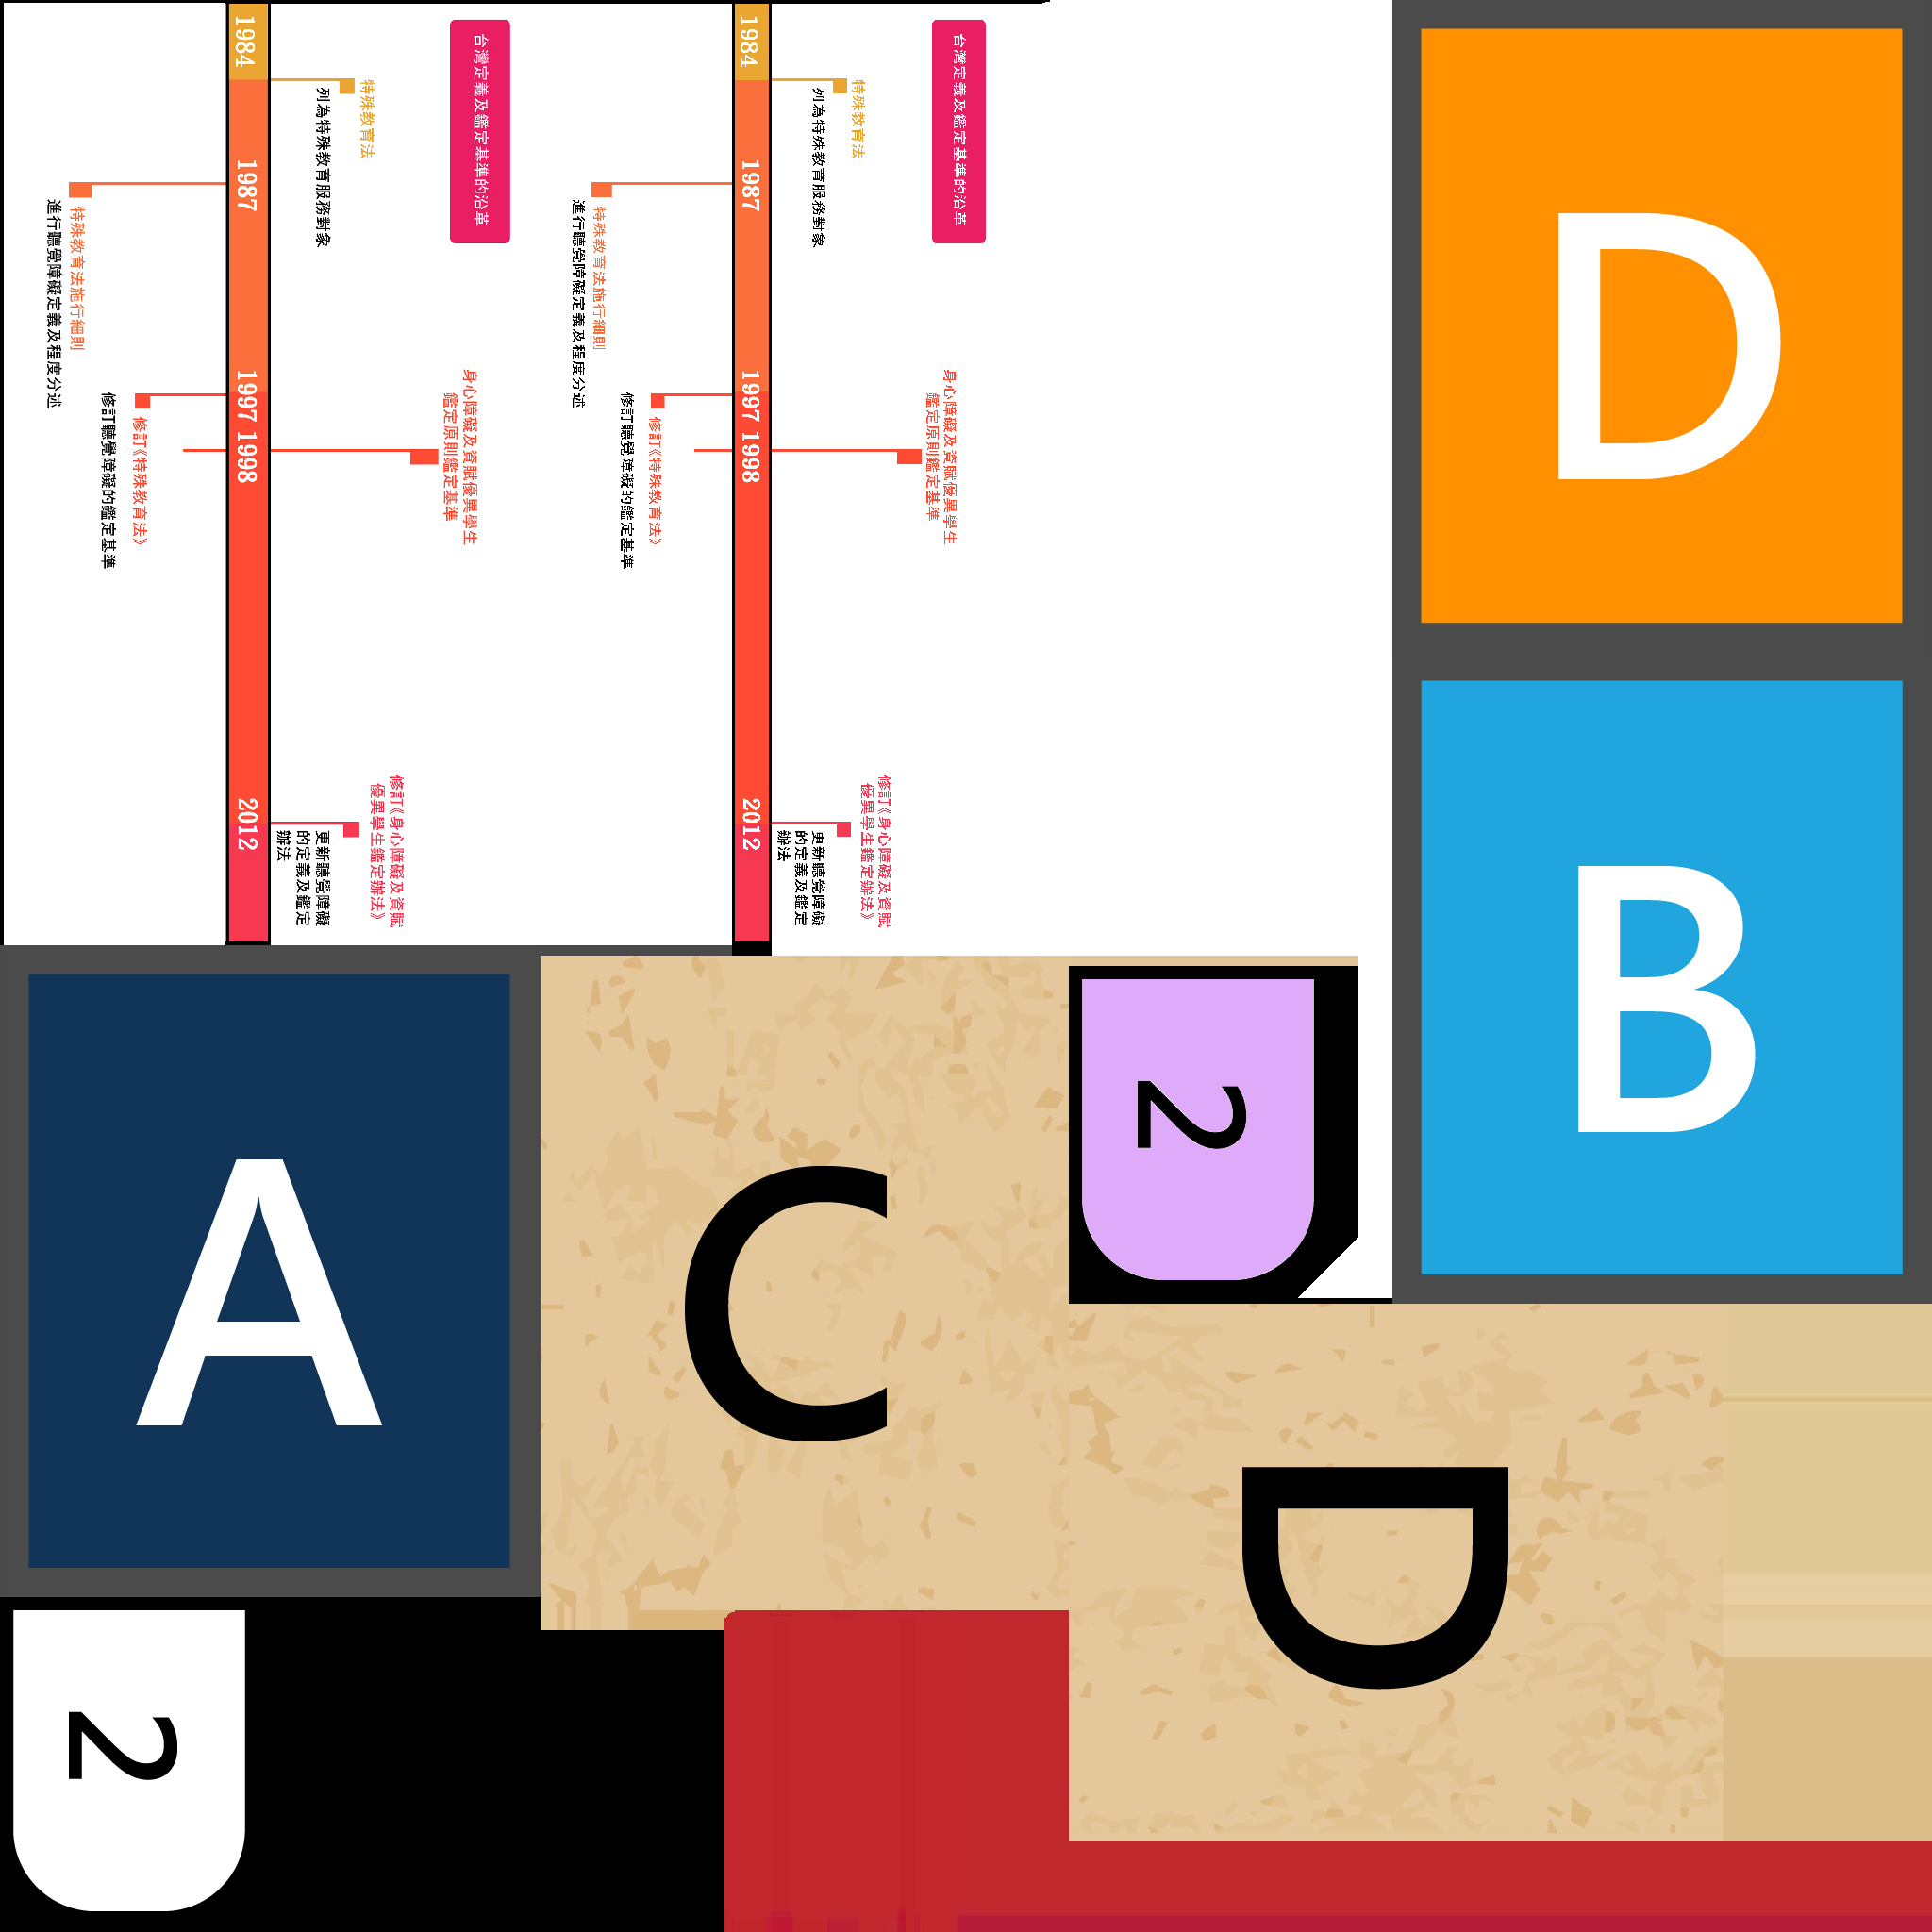 台灣定義及鑑定基準的沿革
特殊教育法
列為特殊教育服務對象
身心障礙及資賦優異學生
鑑定原則鑑定基準
修訂《身心障礙及資賦
優異學生鑑定辦法》
更新聽覺障礙
的定義及鑑定
辦法
1984
1987
1997 1998
2012
特殊教育法施行細則
進行聽覺障礙定義及程度分述
修訂《特殊教育法》
修訂聽覺障礙的鑑定基準
台灣定義及鑑定基準的沿革
特殊教育法
列為特殊教育服務對象
身心障礙及資賦優異學生
鑑定原則鑑定基準
修訂《身心障礙及資賦
優異學生鑑定辦法》
更新聽覺障礙
的定義及鑑定
辦法
1984
1987
1997 1998
2012
特殊教育法施行細則
進行聽覺障礙定義及程度分述
修訂《特殊教育法》
修訂聽覺障礙的鑑定基準
D
B
A
C
2
D
2